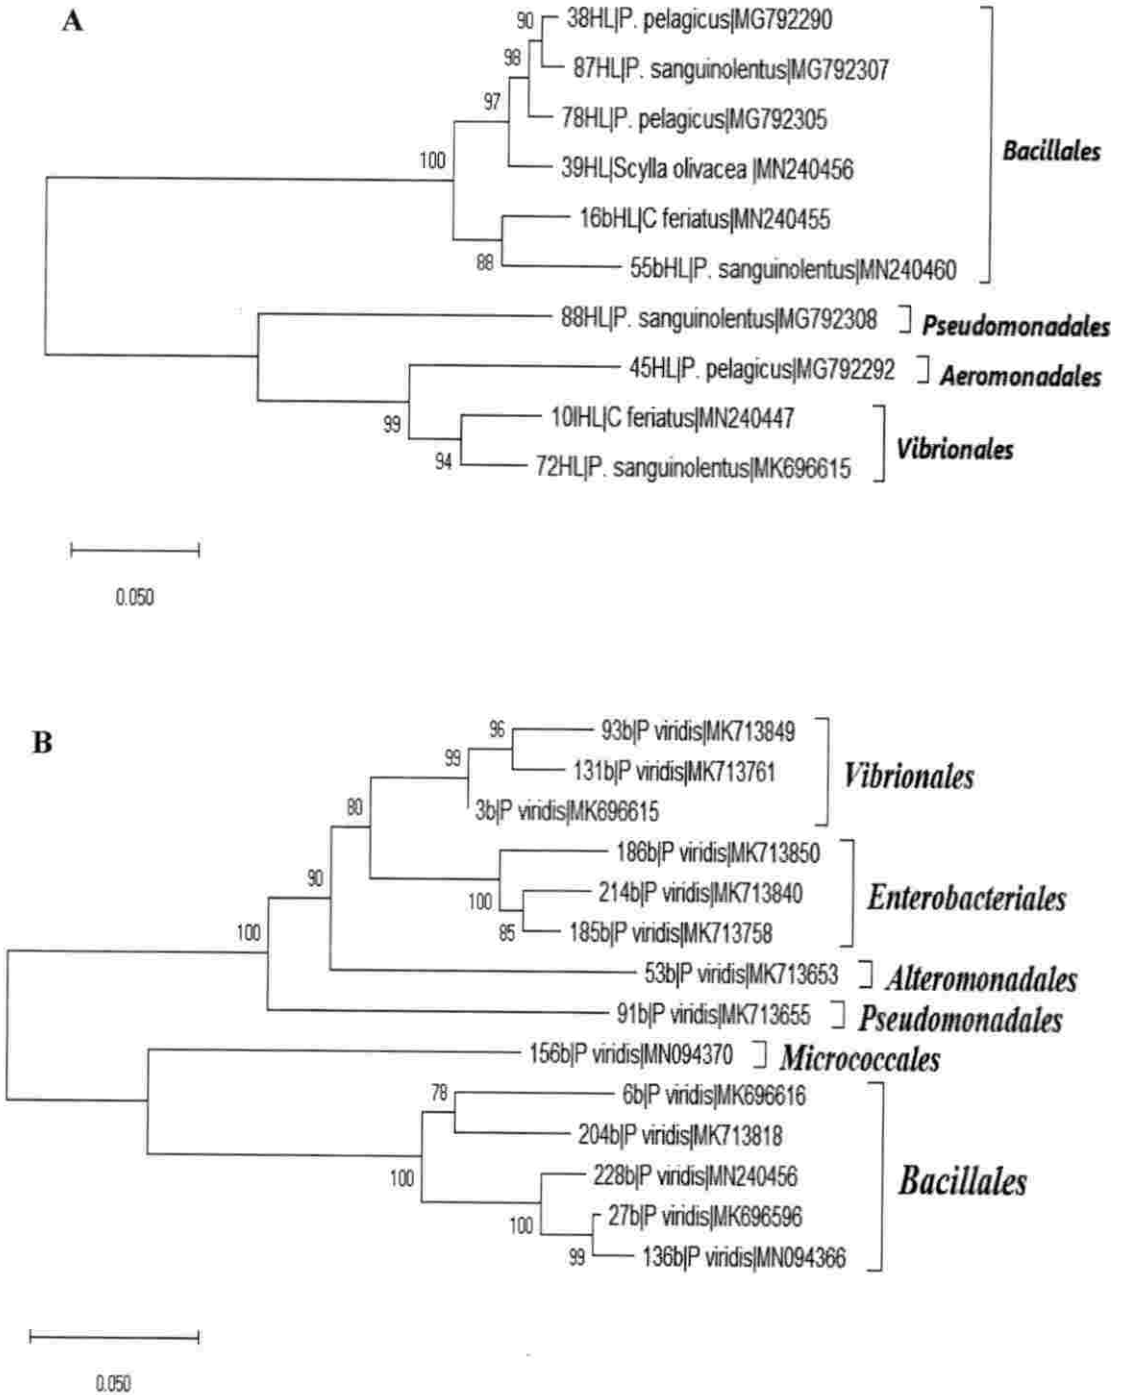 A
90
38HL|P. pelagicus|MG792290
98
87HL|P. sanguinolentus|MG792307
97
78HL|P. pelagicus|MG792305
100
39HL|Scylla olivacea |MN240456
Bacillales
16bHL|C feriatus|MN240455
88
55bHL|P. sanguinolentus|MN240460
88HL|P. sanguinolentus|MG792308
Pseudomonadales
45HL|P. pelagicus|MG792292
Aeromonadales
99
10lHL|C feriatus|MN240447
94
72HL|P. sanguinolentus|MK696615
Vibrionales
0.050
B
96
93b|P viridis|MK713849
99
131b|P viridis|MK713761
Vibrionales
80
3b|P viridis|MK696615
90
186b|P viridis|MK713850
100
214b|P viridis|MK713840
Enterobacteriales
85
185b|P viridis|MK713758
100
53b|P viridis|MK713653
Alteromonadales
91b|P viridis|MK713655
Pseudomonadales
156b|P viridis|MN094370
Micrococcales
78
6b|P viridis|MK696616
204b|P viridis|MK713818
100
228b|P viridis|MN240456
Bacillales
100
27b|P viridis|MK696596
99
136b|P viridis|MN094366
0.050